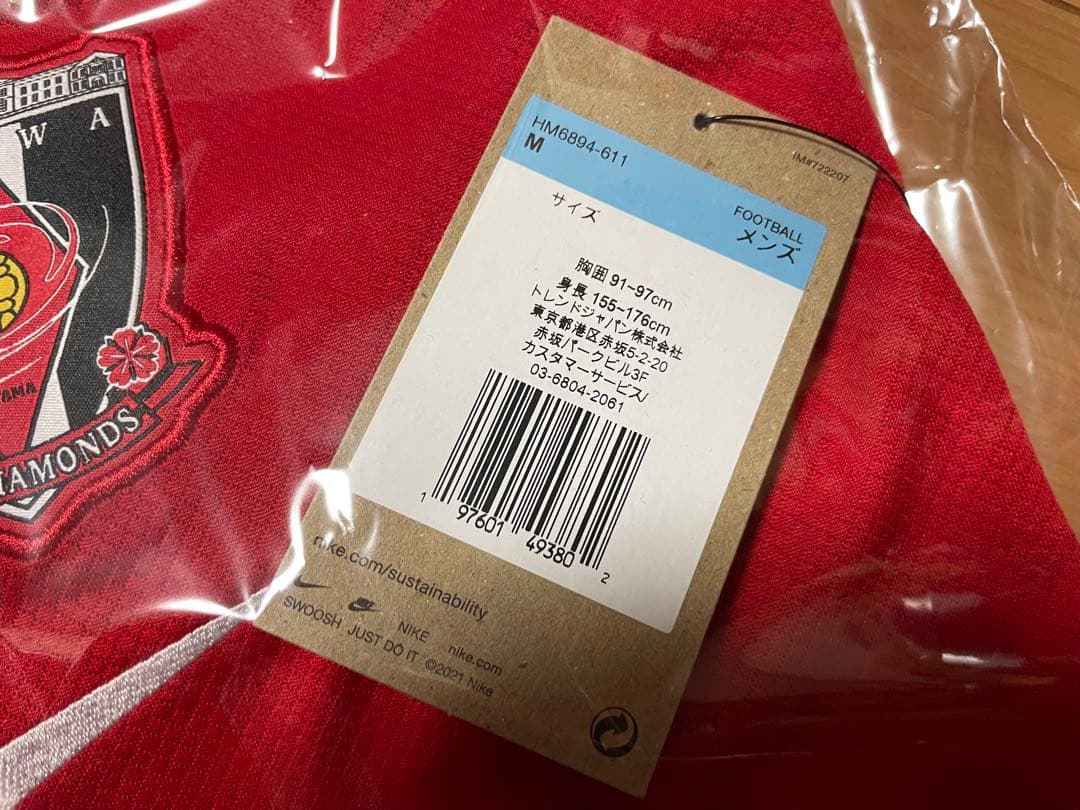 W A
TAMA
DIAMONDS
HM6894-611
M
IM#722207
FOOTBALL
メンズ
サイズ
胸囲 91~97cm
身長 155~176cm
トレンドジャパン株式会社
東京都港区赤坂5-2-20
赤坂パークビル3F
カスタマーサービス/
03-6804-2061
1 97601 49380 2
nike.com/sustainability
NIKE
nike.com
SWOOSH JUST DO IT ©2021 Nike